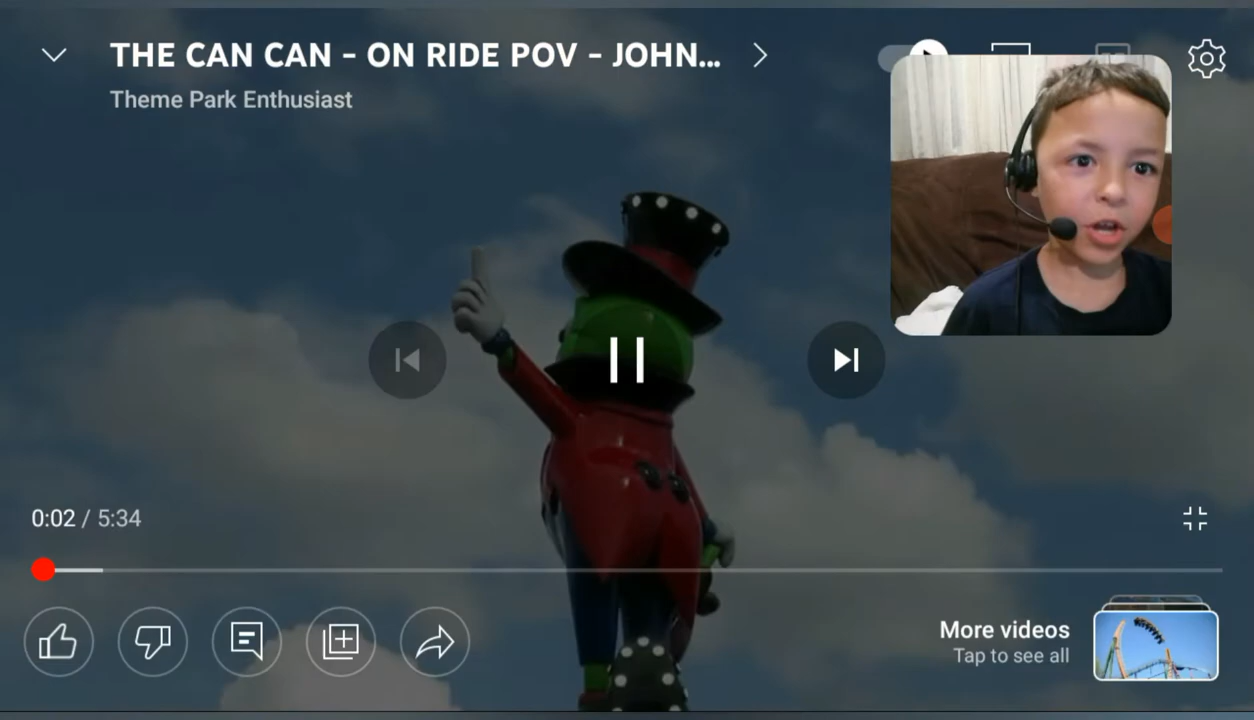 THE CAN CAN - ON RIDE POV - JOHN...
Theme Park Enthusiast
0:02 / 5:34
More videos
Tap to see all